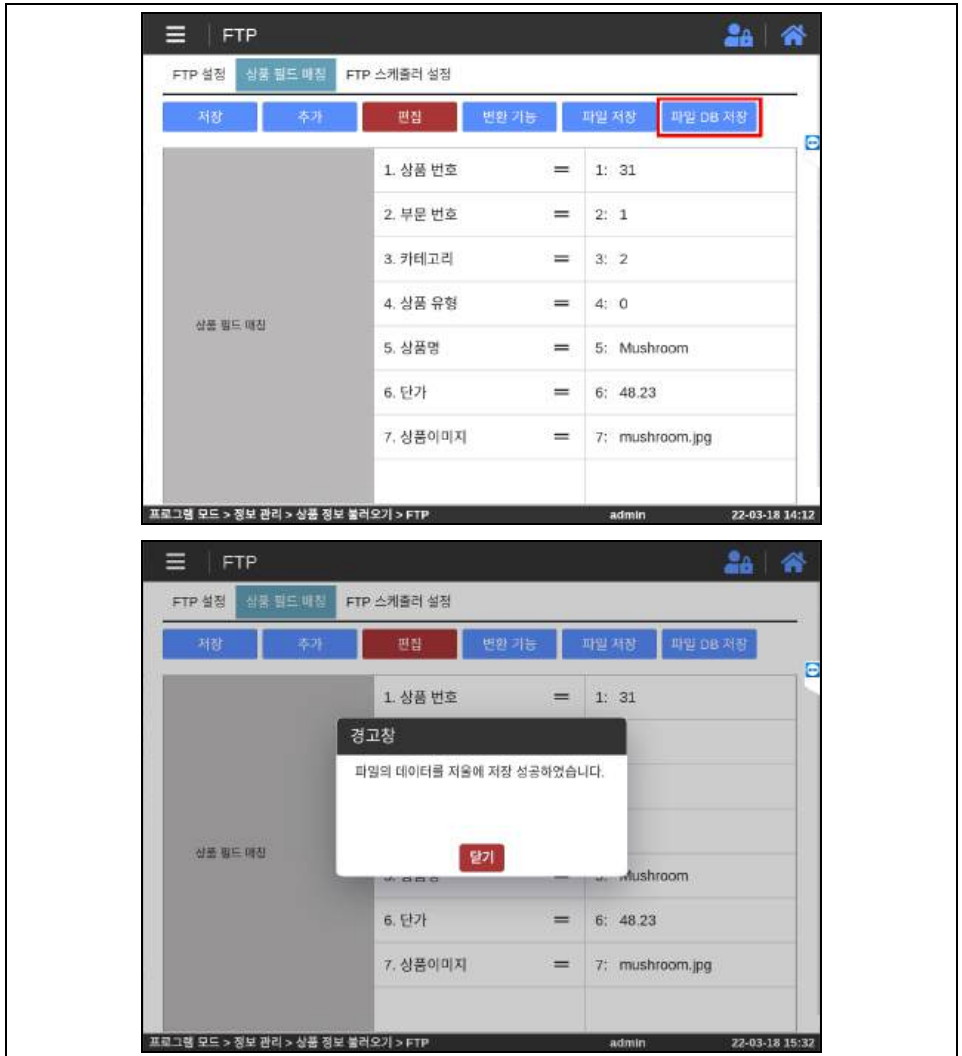 FTP
FTP 설정 상품 필드 매칭 FTP 스케줄러 설정
저장 추가 편집 변환 기능 파일 저장 파일 DB 저장
상품 필드 매칭
1. 상품 번호 = 1: 31
2. 부문 번호 = 2: 1
3. 카테고리 = 3: 2
4. 상품 유형 = 4: 0
5. 상품명 = 5: Mushroom
6. 단가 = 6: 48.23
7. 상품이미지 = 7: mushroom.jpg
프로그램 모드 > 정보 관리 > 상품 정보 불러오기 > FTP admin 22-03-18 14:12
FTP
FTP 설정 상품 필드 매칭 FTP 스케줄러 설정
저장 추가 편집 변환 기능 파일 저장 파일 DB 저장
상품 필드 매칭
1. 상품 번호 = 1: 31
경고창
파일의 데이터를 저울에 저장 성공하였습니다.
닫기
Mushroom
6. 단가 = 6: 48.23
7. 상품이미지 = 7: mushroom.jpg
프로그램 모드 > 정보 관리 > 상품 정보 불러오기 > FTP admin 22-03-18 15:32